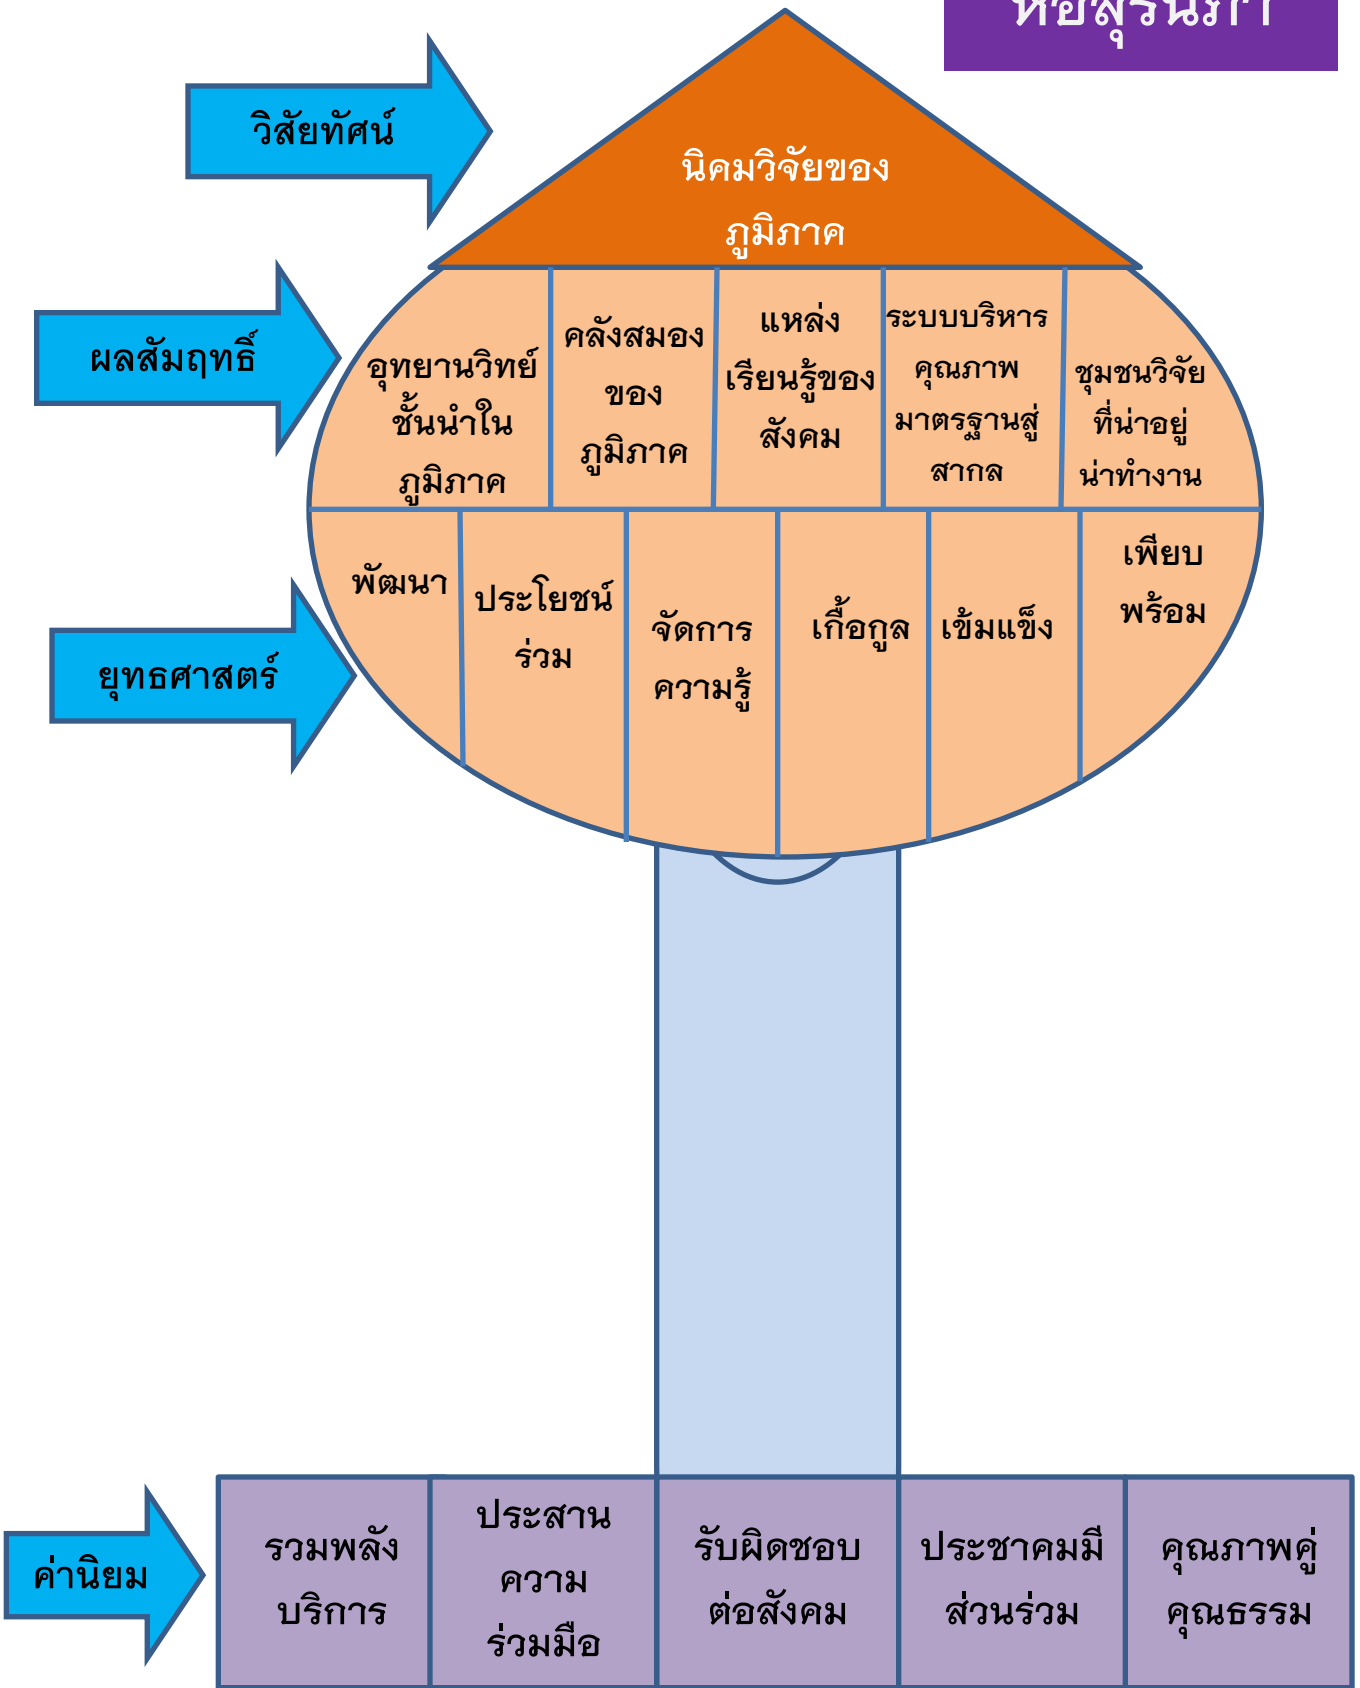 หอสุรนภา
วิสัยทัศน์
นิคมวิจัยของ
ภูมิภาค
ผลสัมฤทธิ์
อุทยานวิทย์
ชั้นนำใน
ภูมิภาค
คลังสมอง
ของ
ภูมิภาค
แหล่ง
เรียนรู้ของ
สังคม
ระบบบริหาร
คุณภาพ
มาตรฐานสู่
สากล
ชุมชนวิจัย
ที่น่าอยู่
น่าทำงาน
ยุทธศาสตร์
พัฒนา
ประโยชน์
ร่วม
จัดการ
ความรู้
เกื้อกูล
เข้มแข็ง
เพียบ
พร้อม
ค่านิยม
รวมพลัง
บริการ
ประสาน
ความ
ร่วมมือ
รับผิดชอบ
ต่อสังคม
ประชาคมมี
ส่วนร่วม
คุณภาพคู่
คุณธรรม